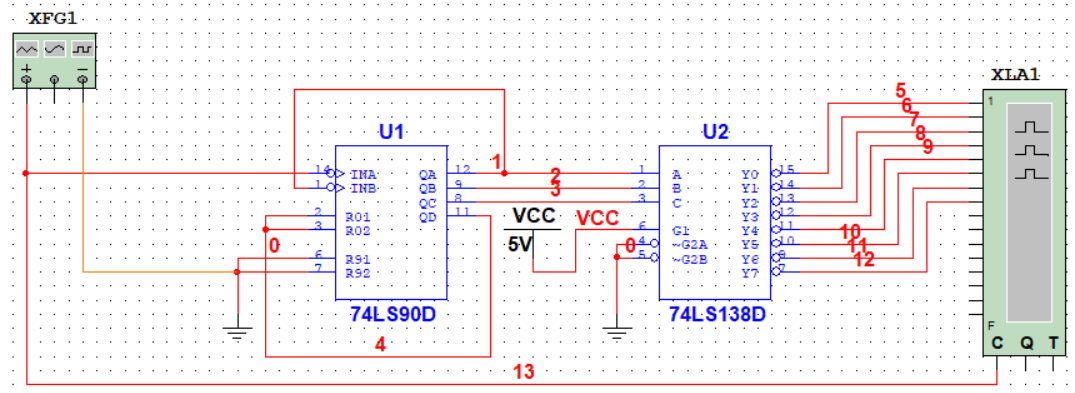 XFG1
XLA1
U1
U2
74LS90D
74LS138D
VCC
5V
VCC
INA
INB
R01
R02
R91
R92
QA
QB
QC
QD
14
1
2
3
6
7
12
9
8
11
A
B
C
G1
~G2A
~G2B
Y0
Y1
Y2
Y3
Y4
Y5
Y6
Y7
1
2
3
6
4
5
15
14
13
12
11
10
9
7
1
2
3
4
0
0
5
6
7
8
9
10
11
12
13
1
F
C Q T
+
−